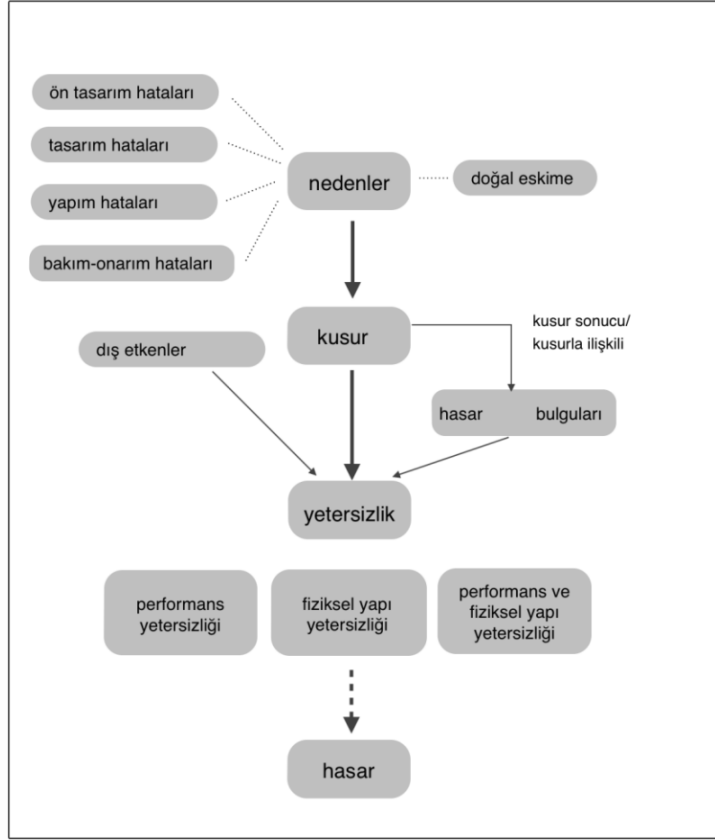 ön tasarım hataları
tasarım hataları
nedenler
doğal eskime
yapım hataları
bakım-onarım hataları
kusur
kusur sonucu/
kusurla ilişkili
dış etkenler
hasar bulguları
yetersizlik
performans
yetersizliği
fiziksel yapı
yetersizliği
performans ve
fiziksel yapı
yetersizliği
hasar